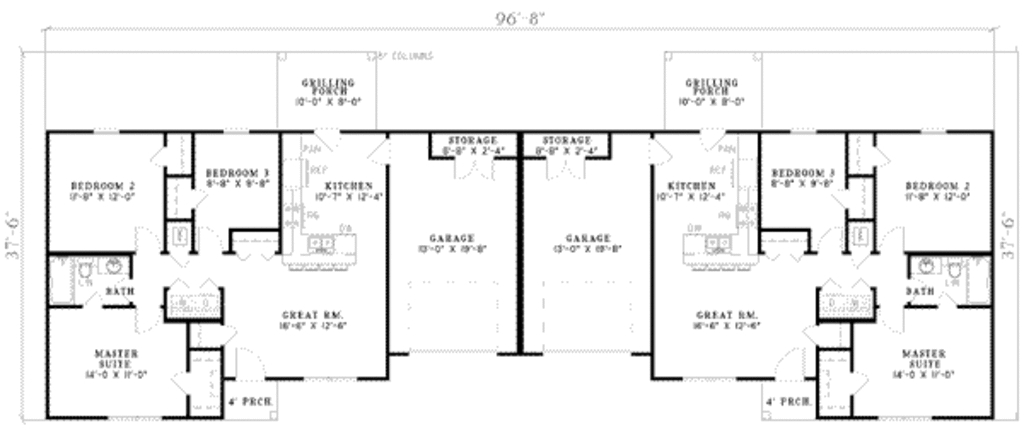 96'-8"
8" COLUMNS
GRILLING
PORCH
10'-0" X 8'-0"
GRILLING
PORCH
10'-0" X 8'-0"
37'-6"
37'-6"
BEDROOM 2
11'-8" X 12'-0"
BEDROOM 3
8'-8" X 9'-8"
PAN
REF
KITCHEN
10'-7" X 12'-4"
DW
STORAGE
8'-8" X 2'-4"
STORAGE
8'-8" X 2'-4"
GARAGE
13'-0" X 19'-8"
GARAGE
13'-0" X 19'-8"
PAN
REF
KITCHEN
10'-7" X 12'-4"
DW
BEDROOM 3
8'-8" X 9'-8"
BEDROOM 2
11'-8" X 12'-0"
BATH
GREAT RM.
16'-6" X 12'-6"
MASTER
SUITE
14'-0 X 11'-0"
4' PRCH.
GREAT RM.
16'-6" X 12'-6"
BATH
MASTER
SUITE
14'-0 X 11'-0"
4' PRCH.